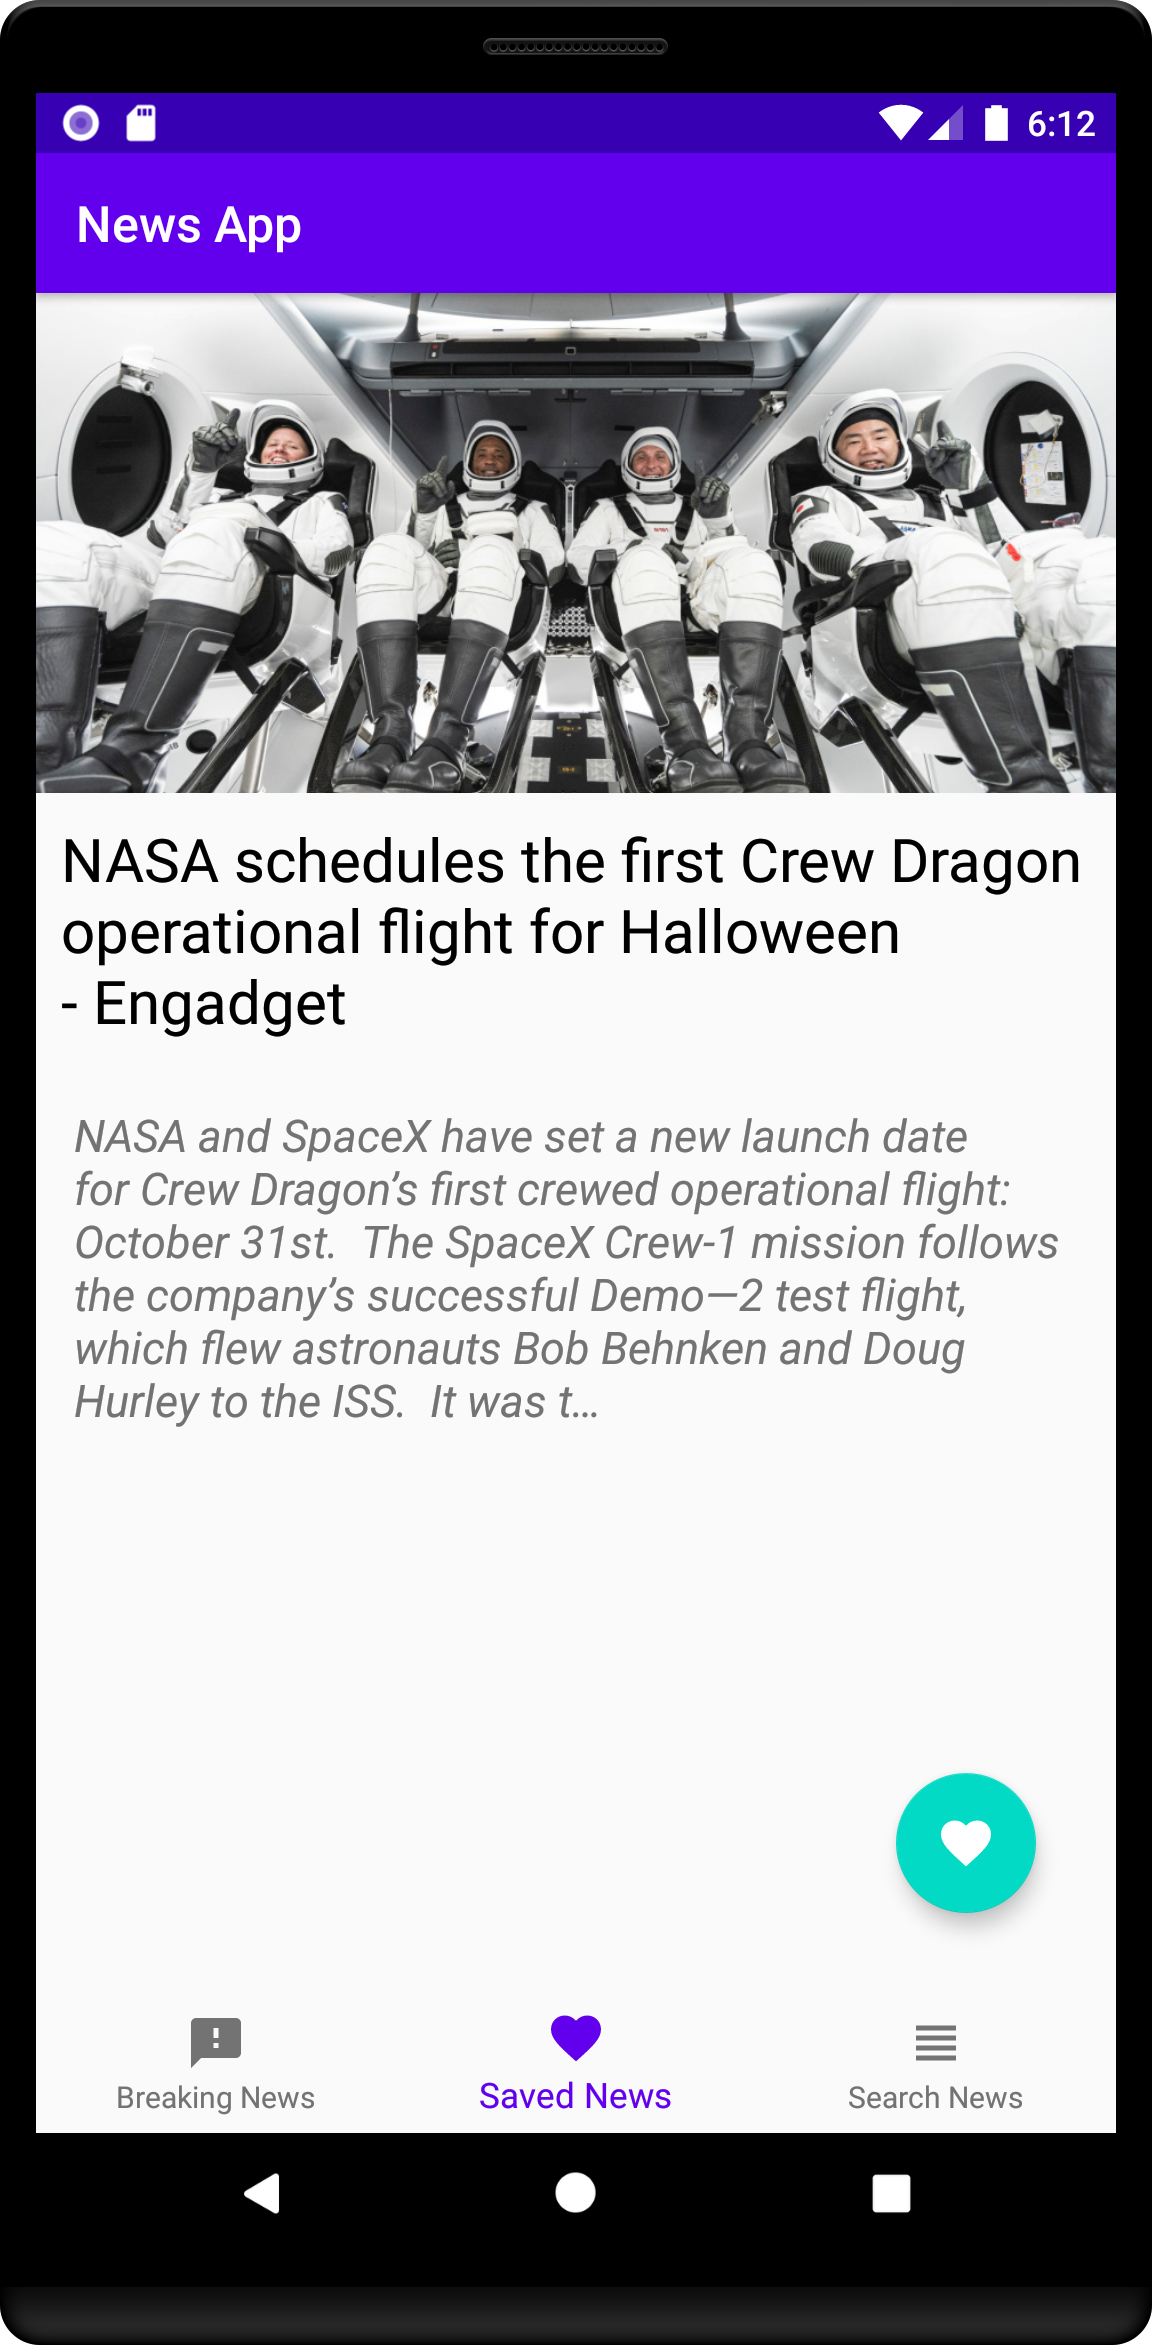 6:12
News App
NASA schedules the first Crew Dragon
operational flight for Halloween
- Engadget
NASA and SpaceX have set a new launch date
for Crew Dragon’s first crewed operational flight:
October 31st.  The SpaceX Crew-1 mission follows
the company’s successful Demo—2 test flight,
which flew astronauts Bob Behnken and Doug
Hurley to the ISS.  It was t…
Breaking News
Saved News
Search News